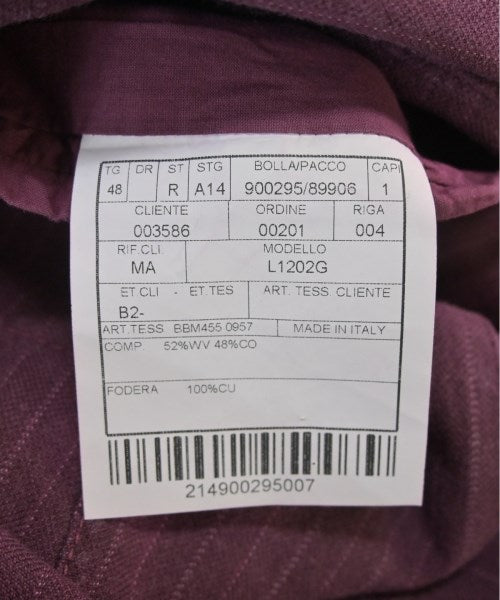 TG DR ST STG BOLLA/PACCO CAPI
48 R A14 900295/89906 1
CLIENTE ORDINE RIGA
003586 00201 004
RIF.CLI. MODELLO
MA L1202G
ET CLI - ET.TES ART. TESS. CLIENTE
B2-
ART.TESS BBM455 0957 MADE IN ITALY
COMP. 52%WV 48%CO
FODERA 100%CU
214900295007